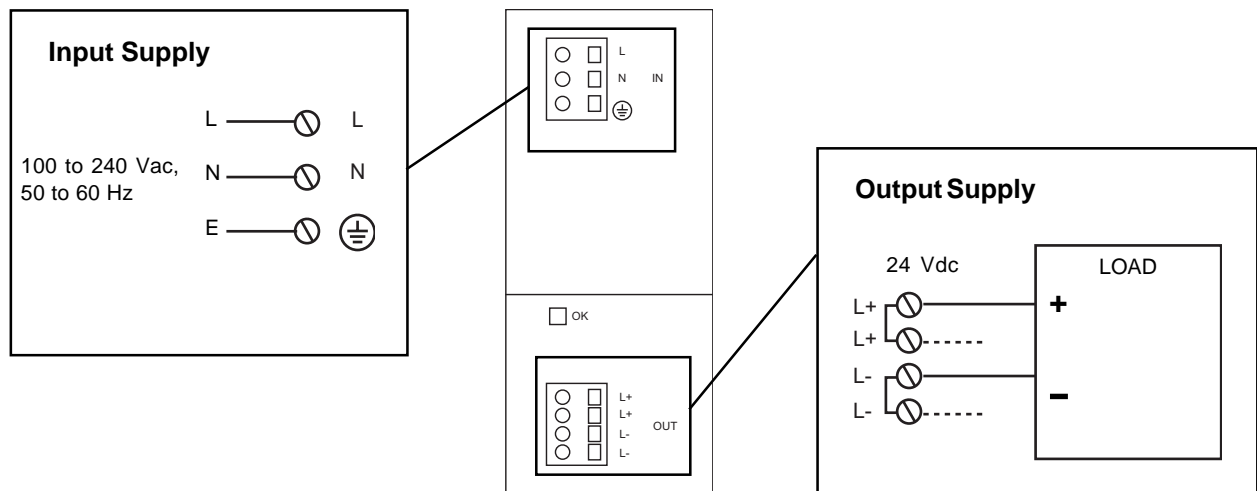 Input Supply
L L
100 to 240 Vac,
50 to 60 Hz
N N
E
L
N IN
OK
L+
L+
L-
L-
OUT
Output Supply
24 Vdc
LOAD
L+ +
L+
L-
L- −